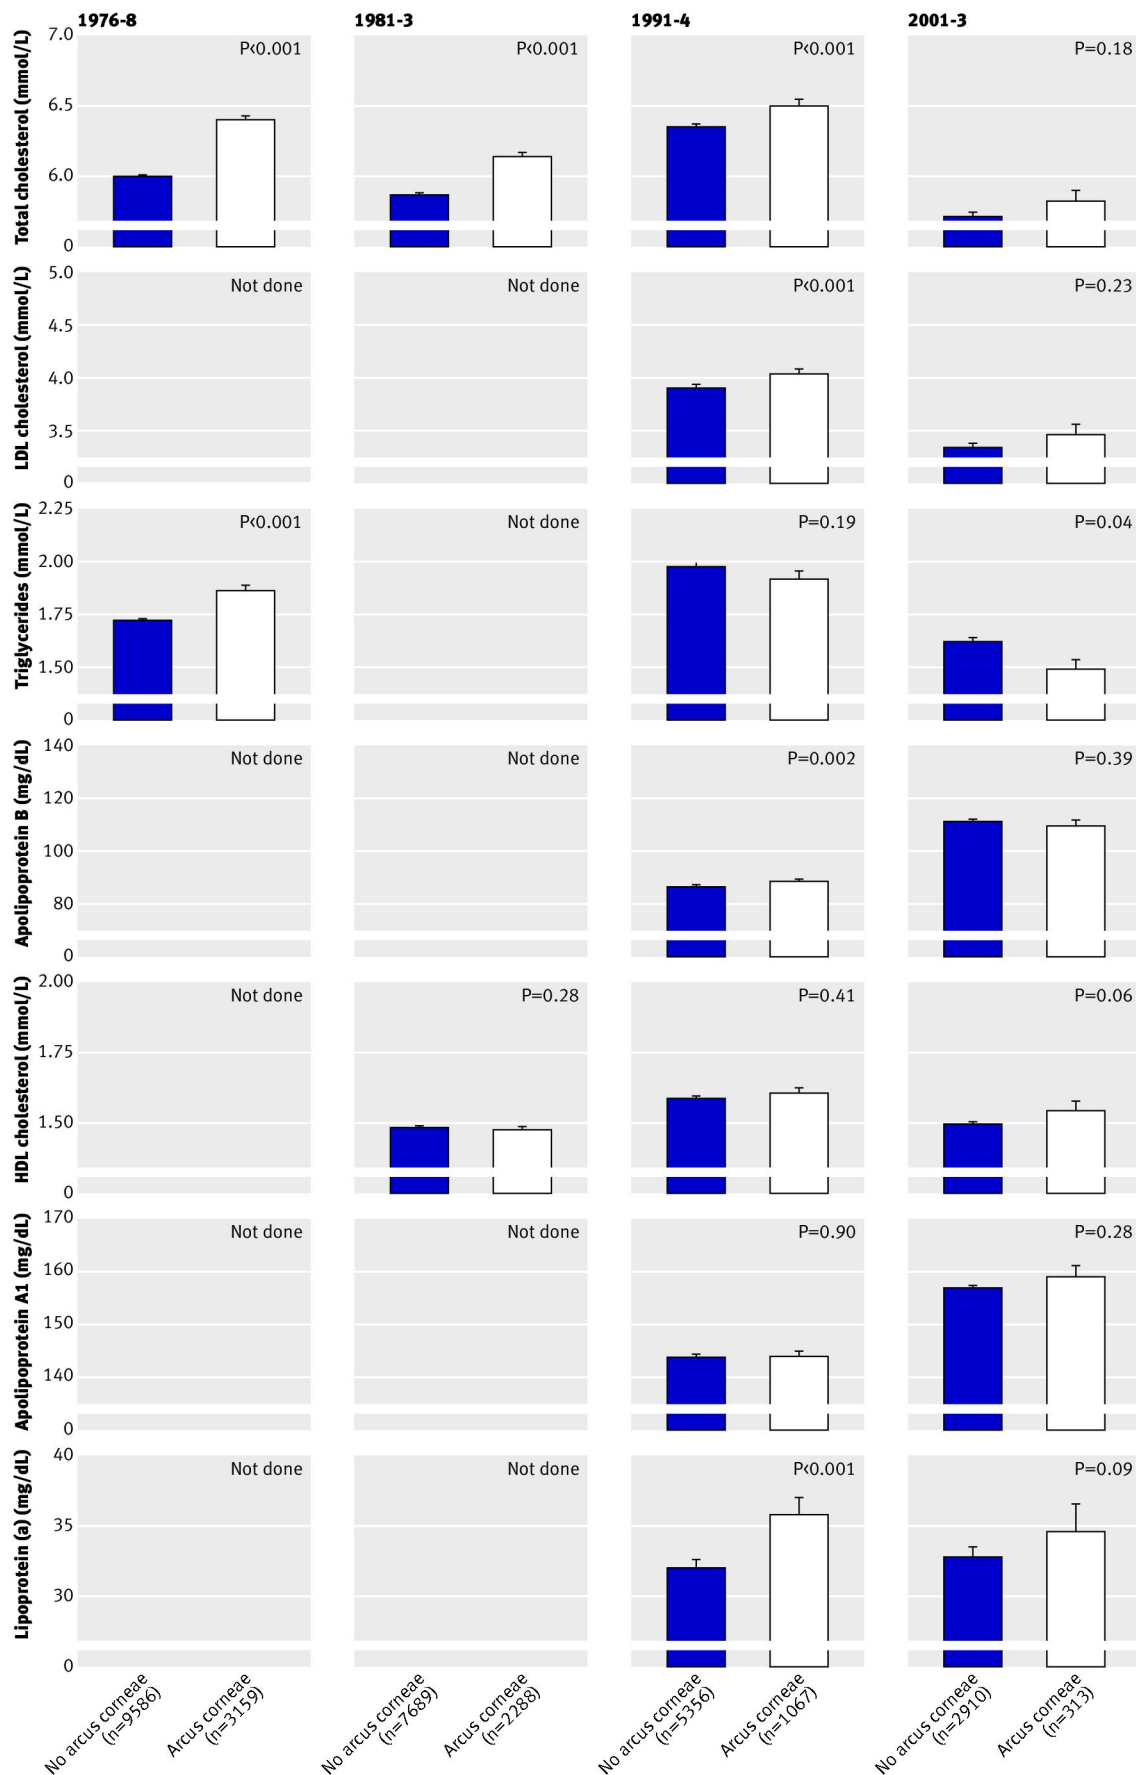 1976-8
1981-3
1991-4
2001-3
Total cholesterol (mmol/L)
7.0
6.5
6.0
0
P<0.001
P<0.001
P<0.001
P=0.18
LDL cholesterol (mmol/L)
5.0
4.5
4.0
3.5
0
Not done
Not done
P<0.001
P=0.23
Triglycerides (mmol/L)
2.25
2.00
1.75
1.50
0
P<0.001
Not done
P=0.19
P=0.04
Apolipoprotein B (mg/dL)
140
120
100
80
0
Not done
Not done
P=0.002
P=0.39
HDL cholesterol (mmol/L)
2.00
1.75
1.50
0
Not done
P=0.28
P=0.41
P=0.06
Apolipoprotein A1 (mg/dL)
170
160
150
140
0
Not done
Not done
P=0.90
P=0.28
Lipoprotein (a) (mg/dL)
40
35
30
0
Not done
Not done
P<0.001
P=0.09
No arcus corneae
(n=9586)
Arcus corneae
(n=3159)
No arcus corneae
(n=7689)
Arcus corneae
(n=2288)
No arcus corneae
(n=5356)
Arcus corneae
(n=1067)
No arcus corneae
(n=2910)
Arcus corneae
(n=313)